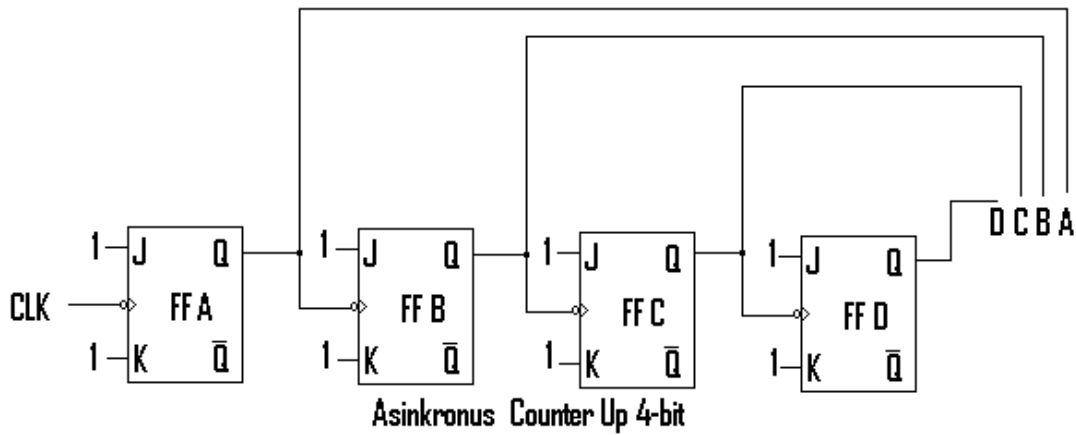 D C B A
1 J Q 1 J Q 1 J Q 1 J Q
CLK FF A FF B FF C FF D
1 K Q̅ 1 K Q̅ 1 K Q̅ 1 K Q̅
Asinkronus Counter Up 4-bit